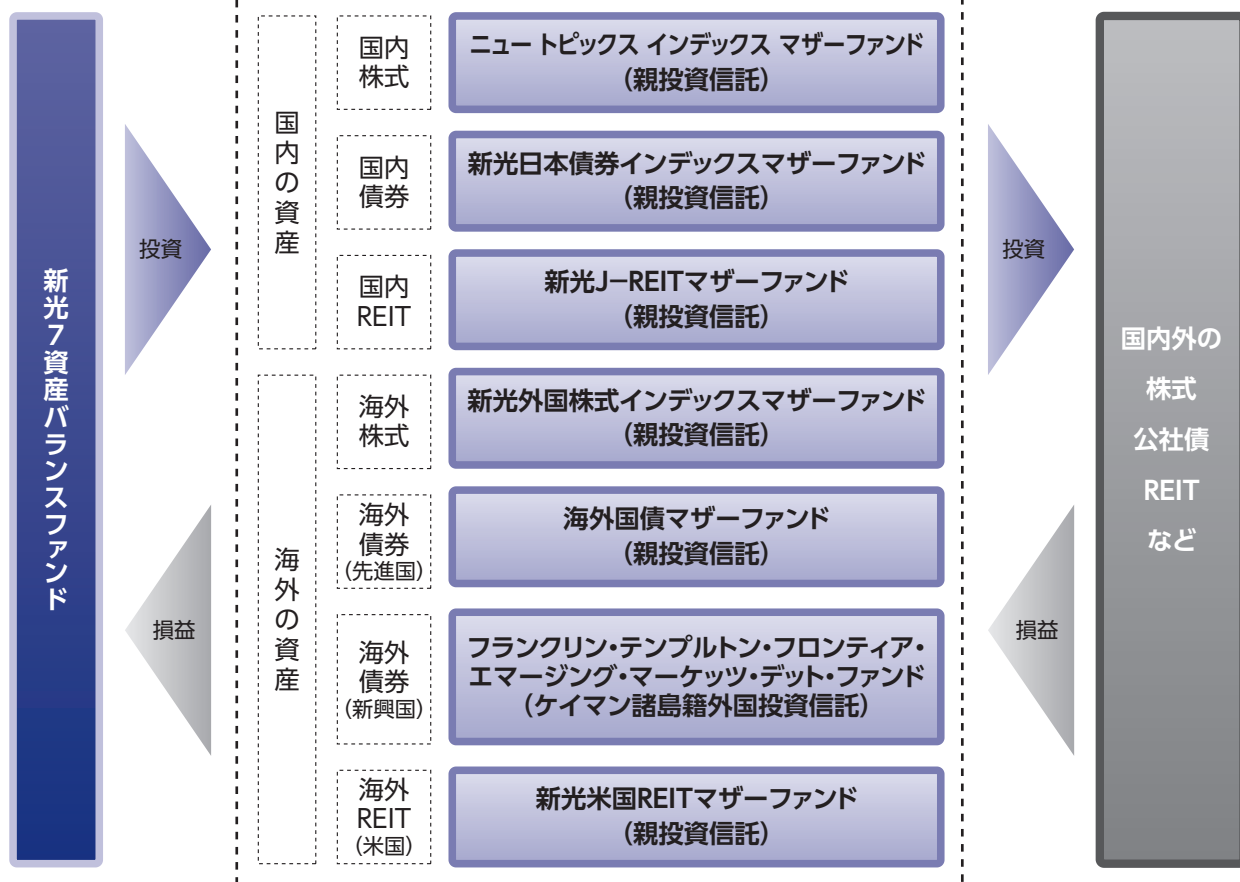 新光7資産バランスファンド
投資
損益
国内の資産
国内
株式
ニュー トピックス インデックス マザーファンド
(親投資信託)
国内
債券
新光日本債券インデックスマザーファンド
(親投資信託)
国内
REIT
新光J-REITマザーファンド
(親投資信託)
海外の資産
海外
株式
新光外国株式インデックスマザーファンド
(親投資信託)
海外
債券
(先進国)
海外国債マザーファンド
(親投資信託)
海外
債券
(新興国)
フランクリン・テンプルトン・フロンティア・
エマージング・マーケッツ・デット・ファンド
(ケイマン諸島籍外国投資信託)
海外
REIT
(米国)
新光米国REITマザーファンド
(親投資信託)
投資
損益
国内外の
株式
公社債
REIT
など